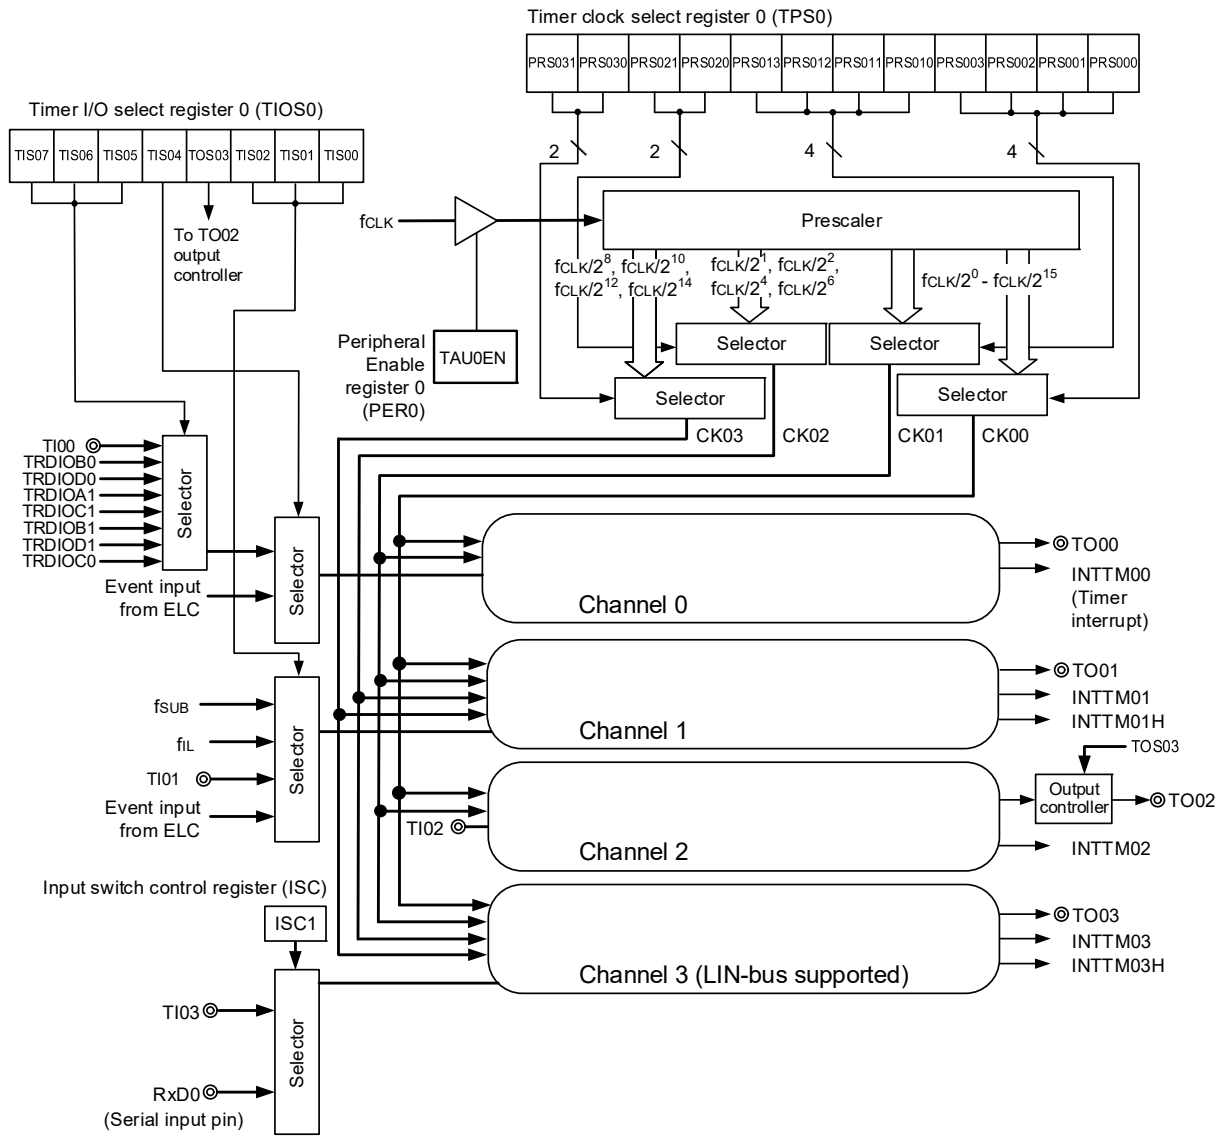 Timer clock select register 0 (TPS0)
PRS031 PRS030 PRS021 PRS020 PRS013 PRS012 PRS011 PRS010 PRS003 PRS002 PRS001 PRS000
Timer I/O select register 0 (TIOS0)
TIS07 TIS06 TIS05 TIS04 TOS03 TIS02 TIS01 TIS00
2 2 4 4
To TO02
output
controller
fCLK
Prescaler
fCLK/2^8, fCLK/2^10,
fCLK/2^12, fCLK/2^14
fCLK/2^1, fCLK/2^2,
fCLK/2^4, fCLK/2^6
fCLK/2^0 - fCLK/2^15
Peripheral
Enable
register 0
(PER0)
TAU0EN
Selector
Selector
Selector
Selector
CK03
CK02
CK01
CK00
TI00
TRDIOB0
TRDIOD0
TRDIOA1
TRDIOC1
TRDIOB1
TRDIOD1
TRDIOC0
Selector
Event input
from ELC
Selector
Channel 0
TO00
INTTM00
(Timer
interrupt)
fSUB
fIL
TI01
Event input
from ELC
Selector
Channel 1
TO01
INTTM01
INTTM01H
TOS03
Output
controller
TO02
TI02
Channel 2
INTTM02
Input switch control register (ISC)
ISC1
Channel 3 (LIN-bus supported)
TO03
INTTM03
INTTM03H
TI03
Selector
RxD0
(Serial input pin)